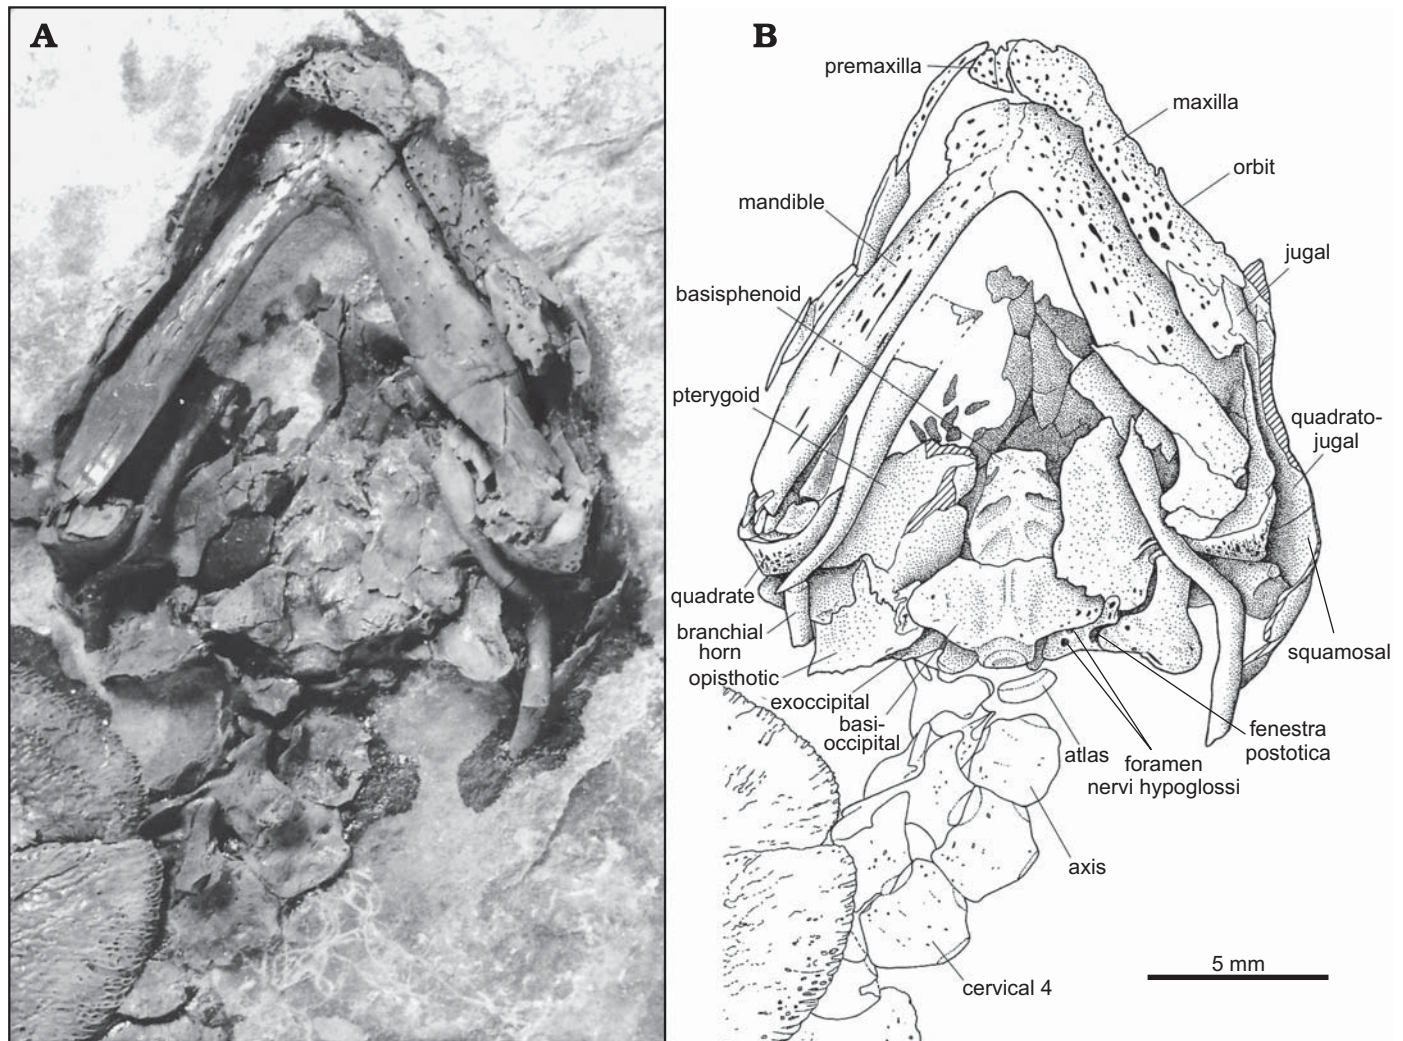 A
B
premaxilla
maxilla
orbit
mandible
jugal
basisphenoid
pterygoid
quadrato-
jugal
quadrate
branchial
horn
opisthotic
exoccipital
basi-
occipital
atlas
foramen
nervi hypoglossi
fenestra
postotica
squamosal
axis
cervical 4
5 mm